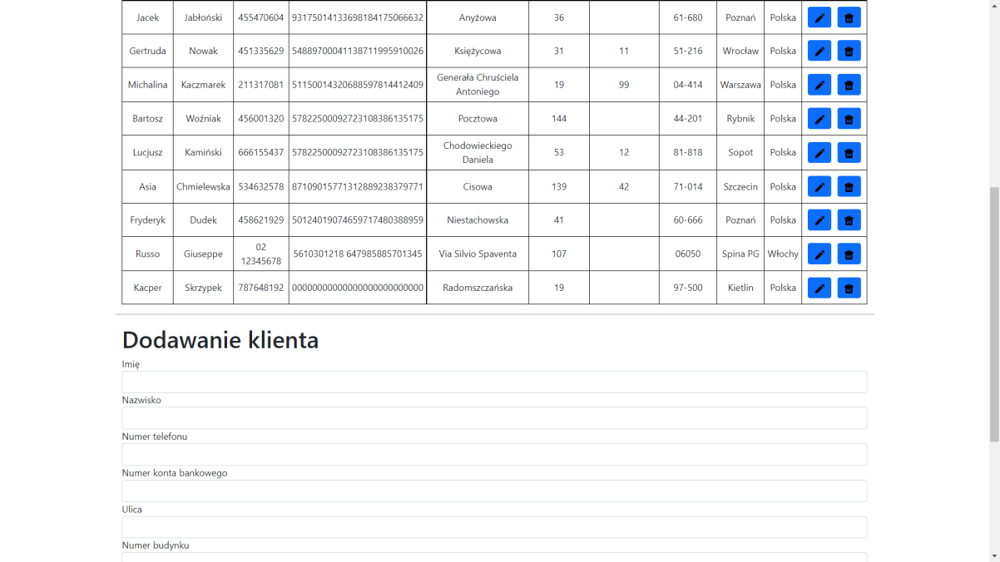 Jacek Jabłoński 455470604 93175014133698184175066632 Anyżowa 36 61-680 Poznań Polska
Gertruda Nowak 451335629 54889700041138711995910026 Księżycowa 31 11 51-216 Wrocław Polska
Michalina Kaczmarek 211317081 51150014320688597814412409 Generała Chruściela Antoniego 19 99 04-414 Warszawa Polska
Bartosz Woźniak 456001320 57822500092723108386135175 Pocztowa 144 44-201 Rybnik Polska
Lucjusz Kamiński 666155437 57822500092723108386135175 Chodowieckiego Daniela 53 12 81-818 Sopot Polska
Asia Chmielewska 534632578 87109015771312889238379771 Cisowa 139 42 71-014 Szczecin Polska
Fryderyk Dudek 458621929 50124019074659717480388959 Niestachowska 41 60-666 Poznań Polska
Russo Giuseppe 02 12345678 5610301218 647985885701345 Via Silvio Spaventa 107 06050 Spina PG Włochy
Kacper Skrzypek 787648192 00000000000000000000000000 Radomszczańska 19 97-500 Kietlin Polska
Dodawanie klienta
Imię
Nazwisko
Numer telefonu
Numer konta bankowego
Ulica
Numer budynku